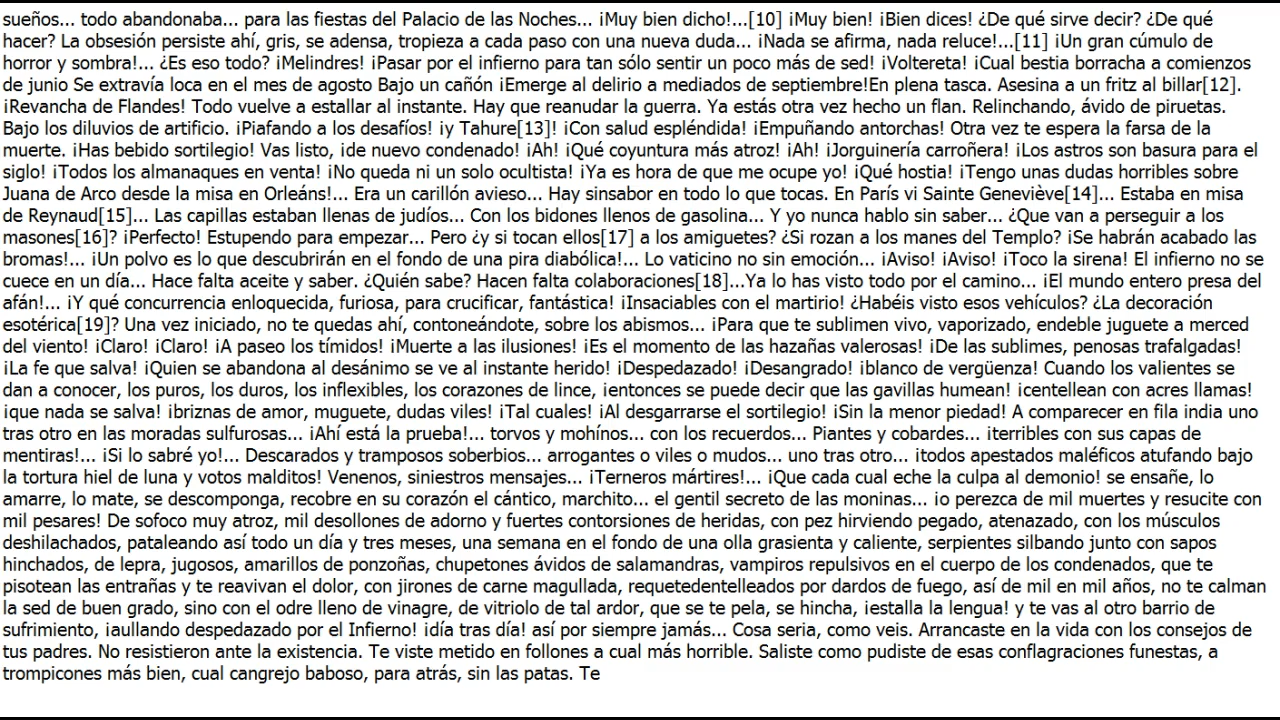 sueños... todo abandonaba... para las fiestas del Palacio de las Noches... ¡Muy bien dicho!...[10] ¡Muy bien! ¡Bien dices! ¿De qué sirve decir? ¿De qué
hacer? La obsesión persiste ahí, gris, se adensa, tropieza a cada paso con una nueva duda... ¡Nada se afirma, nada reluce!...[11] ¡Un gran cúmulo de
horror y sombra!... ¿Es eso todo? ¡Melindres! ¡Pasar por el infierno para tan sólo sentir un poco más de sed! ¡Voltereta! ¡Cual bestia borracha a comienzos
de junio Se extravía loca en el mes de agosto Bajo un cañón ¡Emerge al delirio a mediados de septiembre!En plena tasca. Asesina a un fritz al billar[12].
¡Revancha de Flandes! Todo vuelve a estallar al instante. Hay que reanudar la guerra. Ya estás otra vez hecho un flan. Relinchando, ávido de piruetas.
Bajo los diluvios de artificio. ¡Piafando a los desafíos! ¡y Tahure[13]! ¡Con salud espléndida! ¡Empuñando antorchas! Otra vez te espera la farsa de la
muerte. ¡Has bebido sortilegio! Vas listo, ¡de nuevo condenado! ¡Ah! ¡Qué coyuntura más atroz! ¡Ah! ¡Jorguinería carroñera! ¡Los astros son basura para el
siglo! ¡Todos los almanaques en venta! ¡No queda ni un solo ocultista! ¡Ya es hora de que me ocupe yo! ¡Qué hostia! ¡Tengo unas dudas horribles sobre
Juana de Arco desde la misa en Orleáns!... Era un carillón avieso... Hay sinsabor en todo lo que tocas. En París vi Sainte Geneviève[14]... Estaba en misa
de Reynaud[15]... Las capillas estaban llenas de judíos... Con los bidones llenos de gasolina... Y yo nunca hablo sin saber... ¿Que van a perseguir a los
masones[16]? ¡Perfecto! Estupendo para empezar... Pero ¿y si tocan ellos[17] a los amiguetes? ¿Si rozan a los manes del Templo? ¡Se habrán acabado las
bromas!... ¡Un polvo es lo que descubrirán en el fondo de una pira diabólica!... Lo vaticino no sin emoción... ¡Aviso! ¡Aviso! ¡Toco la sirena! El infierno no se
cuece en un día... Hace falta aceite y saber. ¿Quién sabe? Hacen falta colaboraciones[18]...Ya lo has visto todo por el camino... ¡El mundo entero presa del
afán!... ¡Y qué concurrencia enloquecida, furiosa, para crucificar, fantástica! ¡Insaciables con el martirio! ¿Habéis visto esos vehículos? ¿La decoración
esotérica[19]? Una vez iniciado, no te quedas ahí, contoneándote, sobre los abismos... ¡Para que te sublimen vivo, vaporizado, endeble juguete a merced
del viento! ¡Claro! ¡Claro! ¡A paseo los tímidos! ¡Muerte a las ilusiones! ¡Es el momento de las hazañas valerosas! ¡De las sublimes, penosas trafalgadas!
¡La fe que salva! ¡Quien se abandona al desánimo se ve al instante herido! ¡Despedazado! ¡Desangrado! ¡blanco de vergüenza! Cuando los valientes se
dan a conocer, los puros, los duros, los inflexibles, los corazones de lince, ¡entonces se puede decir que las gavillas humean! ¡centellean con acres llamas!
¡que nada se salva! ¡briznas de amor, muguete, dudas viles! ¡Tal cuales! ¡Al desgarrarse el sortilegio! ¡Sin la menor piedad! A comparecer en fila india uno
tras otro en las moradas sulfurosas... ¡Ahí está la prueba!... torvos y mohínos... con los recuerdos... Piantes y cobardes... ¡terribles con sus capas de
mentiras!... ¡Si lo sabré yo!... Descarados y tramposos soberbios... arrogantes o viles o mudos... uno tras otro... ¡todos apestados maléficos atufando bajo
la tortura hiel de luna y votos malditos! Venenos, siniestros mensajes... ¡Terneros mártires!... ¡Que cada cual eche la culpa al demonio! se ensañe, lo
amarre, lo mate, se descomponga, recobre en su corazón el cántico, marchito... el gentil secreto de las moninas... ¡o perezca de mil muertes y resucite con
mil pesares! De sofoco muy atroz, mil desollones de adorno y fuertes contorsiones de heridas, con pez hirviendo pegado, atenazado, con los músculos
deshilachados, pataleando así todo un día y tres meses, una semana en el fondo de una olla grasienta y caliente, serpientes silbando junto con sapos
hinchados, de lepra, jugosos, amarillos de ponzoñas, chupetones ávidos de salamandras, vampiros repulsivos en el cuerpo de los condenados, que te
pisotean las entrañas y te reavivan el dolor, con jirones de carne magullada, requetedentelleados por dardos de fuego, así de mil en mil años, no te calman
la sed de buen grado, sino con el odre lleno de vinagre, de vitriolo de tal ardor, que se te pela, se hincha, ¡estalla la lengua! y te vas al otro barrio de
sufrimiento, ¡aullando despedazado por el Infierno! ¡día tras día! así por siempre jamás... Cosa seria, como veis. Arrancaste en la vida con los consejos de
tus padres. No resistieron ante la existencia. Te viste metido en follones a cual más horrible. Saliste como pudiste de esas conflagraciones funestas, a
trompicones más bien, cual cangrejo baboso, para atrás, sin las patas. Te